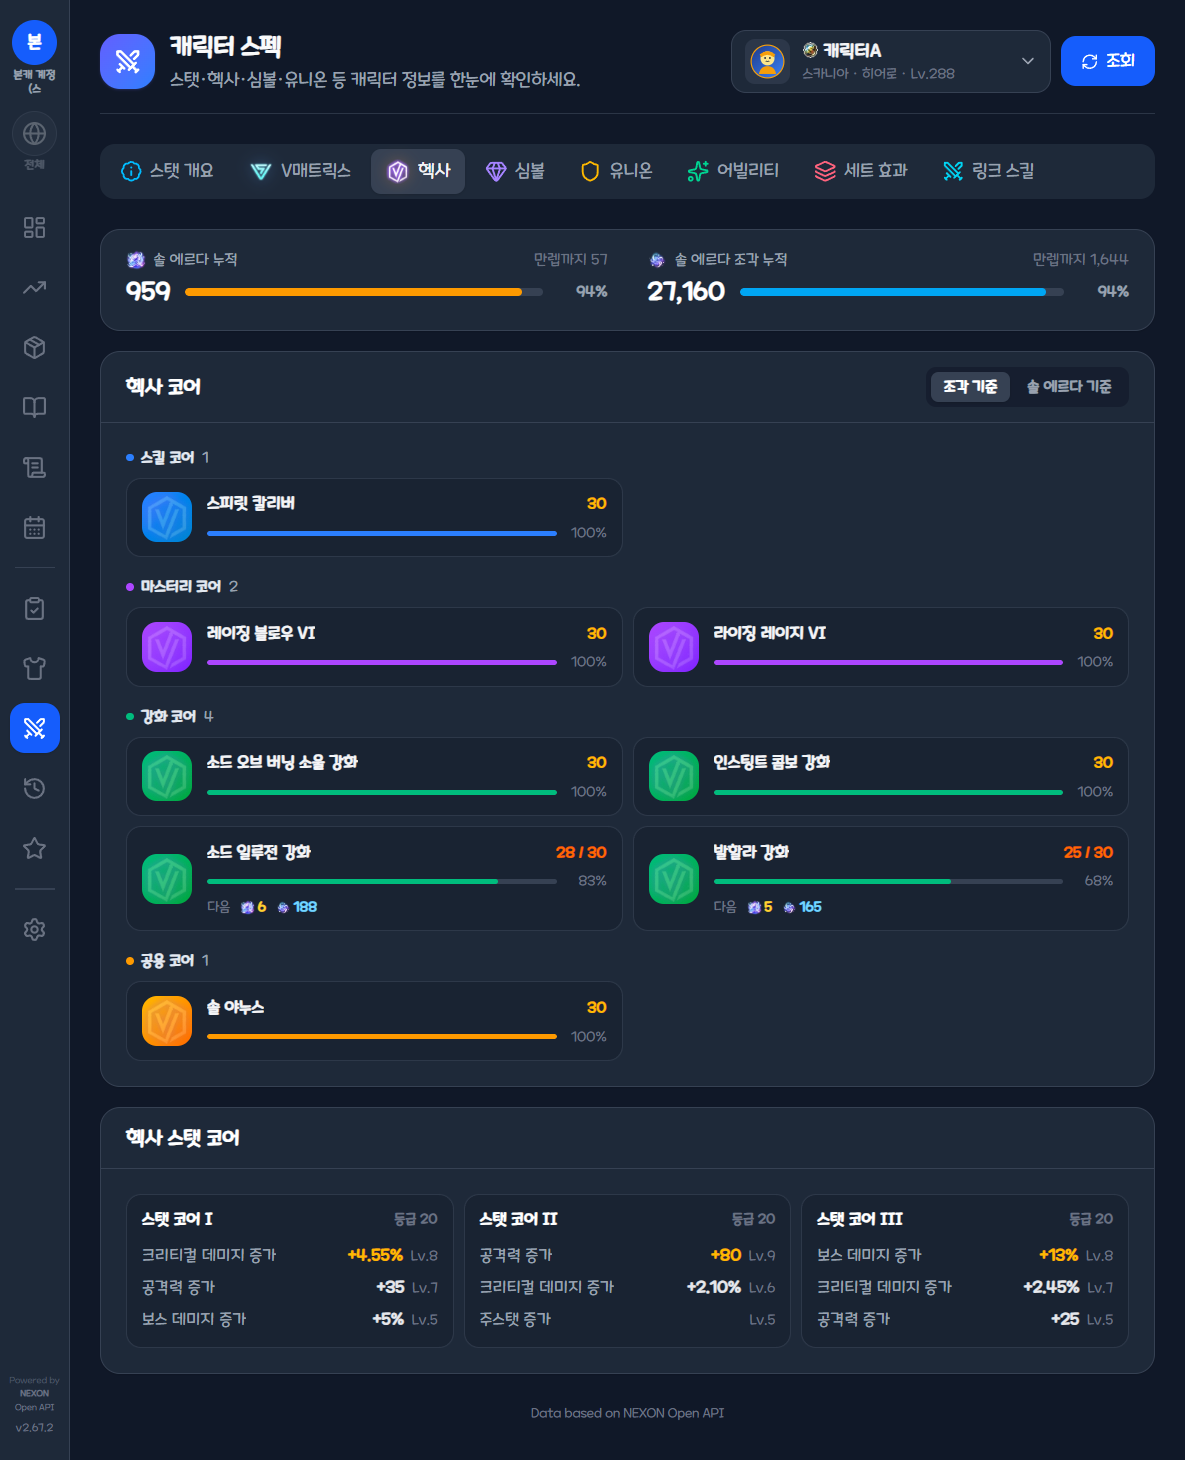 본
본캐 계정
(스
전체
Powered by
NEXON
Open API
v2.67.2
캐릭터 스펙
스탯·헥사·심볼·유니온 등 캐릭터 정보를 한눈에 확인하세요.
캐릭터A
스카니아 · 히어로 · Lv.288
조회
스탯 개요
V매트릭스
헥사
심볼
유니온
어빌리티
세트 효과
링크 스킬
솔 에르다 누적
만렙까지 57
959
94%
솔 에르다 조각 누적
만렙까지 1,644
27,160
94%
헥사 코어
조각 기준
솔 에르다 기준
스킬 코어 1
스피릿 칼리버
30
100%
마스터리 코어 2
레이징 블로우 VI
30
100%
라이징 레이지 VI
30
100%
강화 코어 4
소드 오브 버닝 소울 강화
30
100%
인스팅트 콤보 강화
30
100%
소드 일루전 강화
28 / 30
83%
다음 6 188
발할라 강화
25 / 30
68%
다음 5 165
공용 코어 1
솔 야누스
30
100%
헥사 스탯 코어
스탯 코어 I
등급 20
크리티컬 데미지 증가 +4.55% Lv.8
공격력 증가 +35 Lv.7
보스 데미지 증가 +5% Lv.5
스탯 코어 II
등급 20
공격력 증가 +80 Lv.9
크리티컬 데미지 증가 +2.10% Lv.6
주스탯 증가 Lv.5
스탯 코어 III
등급 20
보스 데미지 증가 +13% Lv.8
크리티컬 데미지 증가 +2.45% Lv.7
공격력 증가 +25 Lv.5
Data based on NEXON Open API